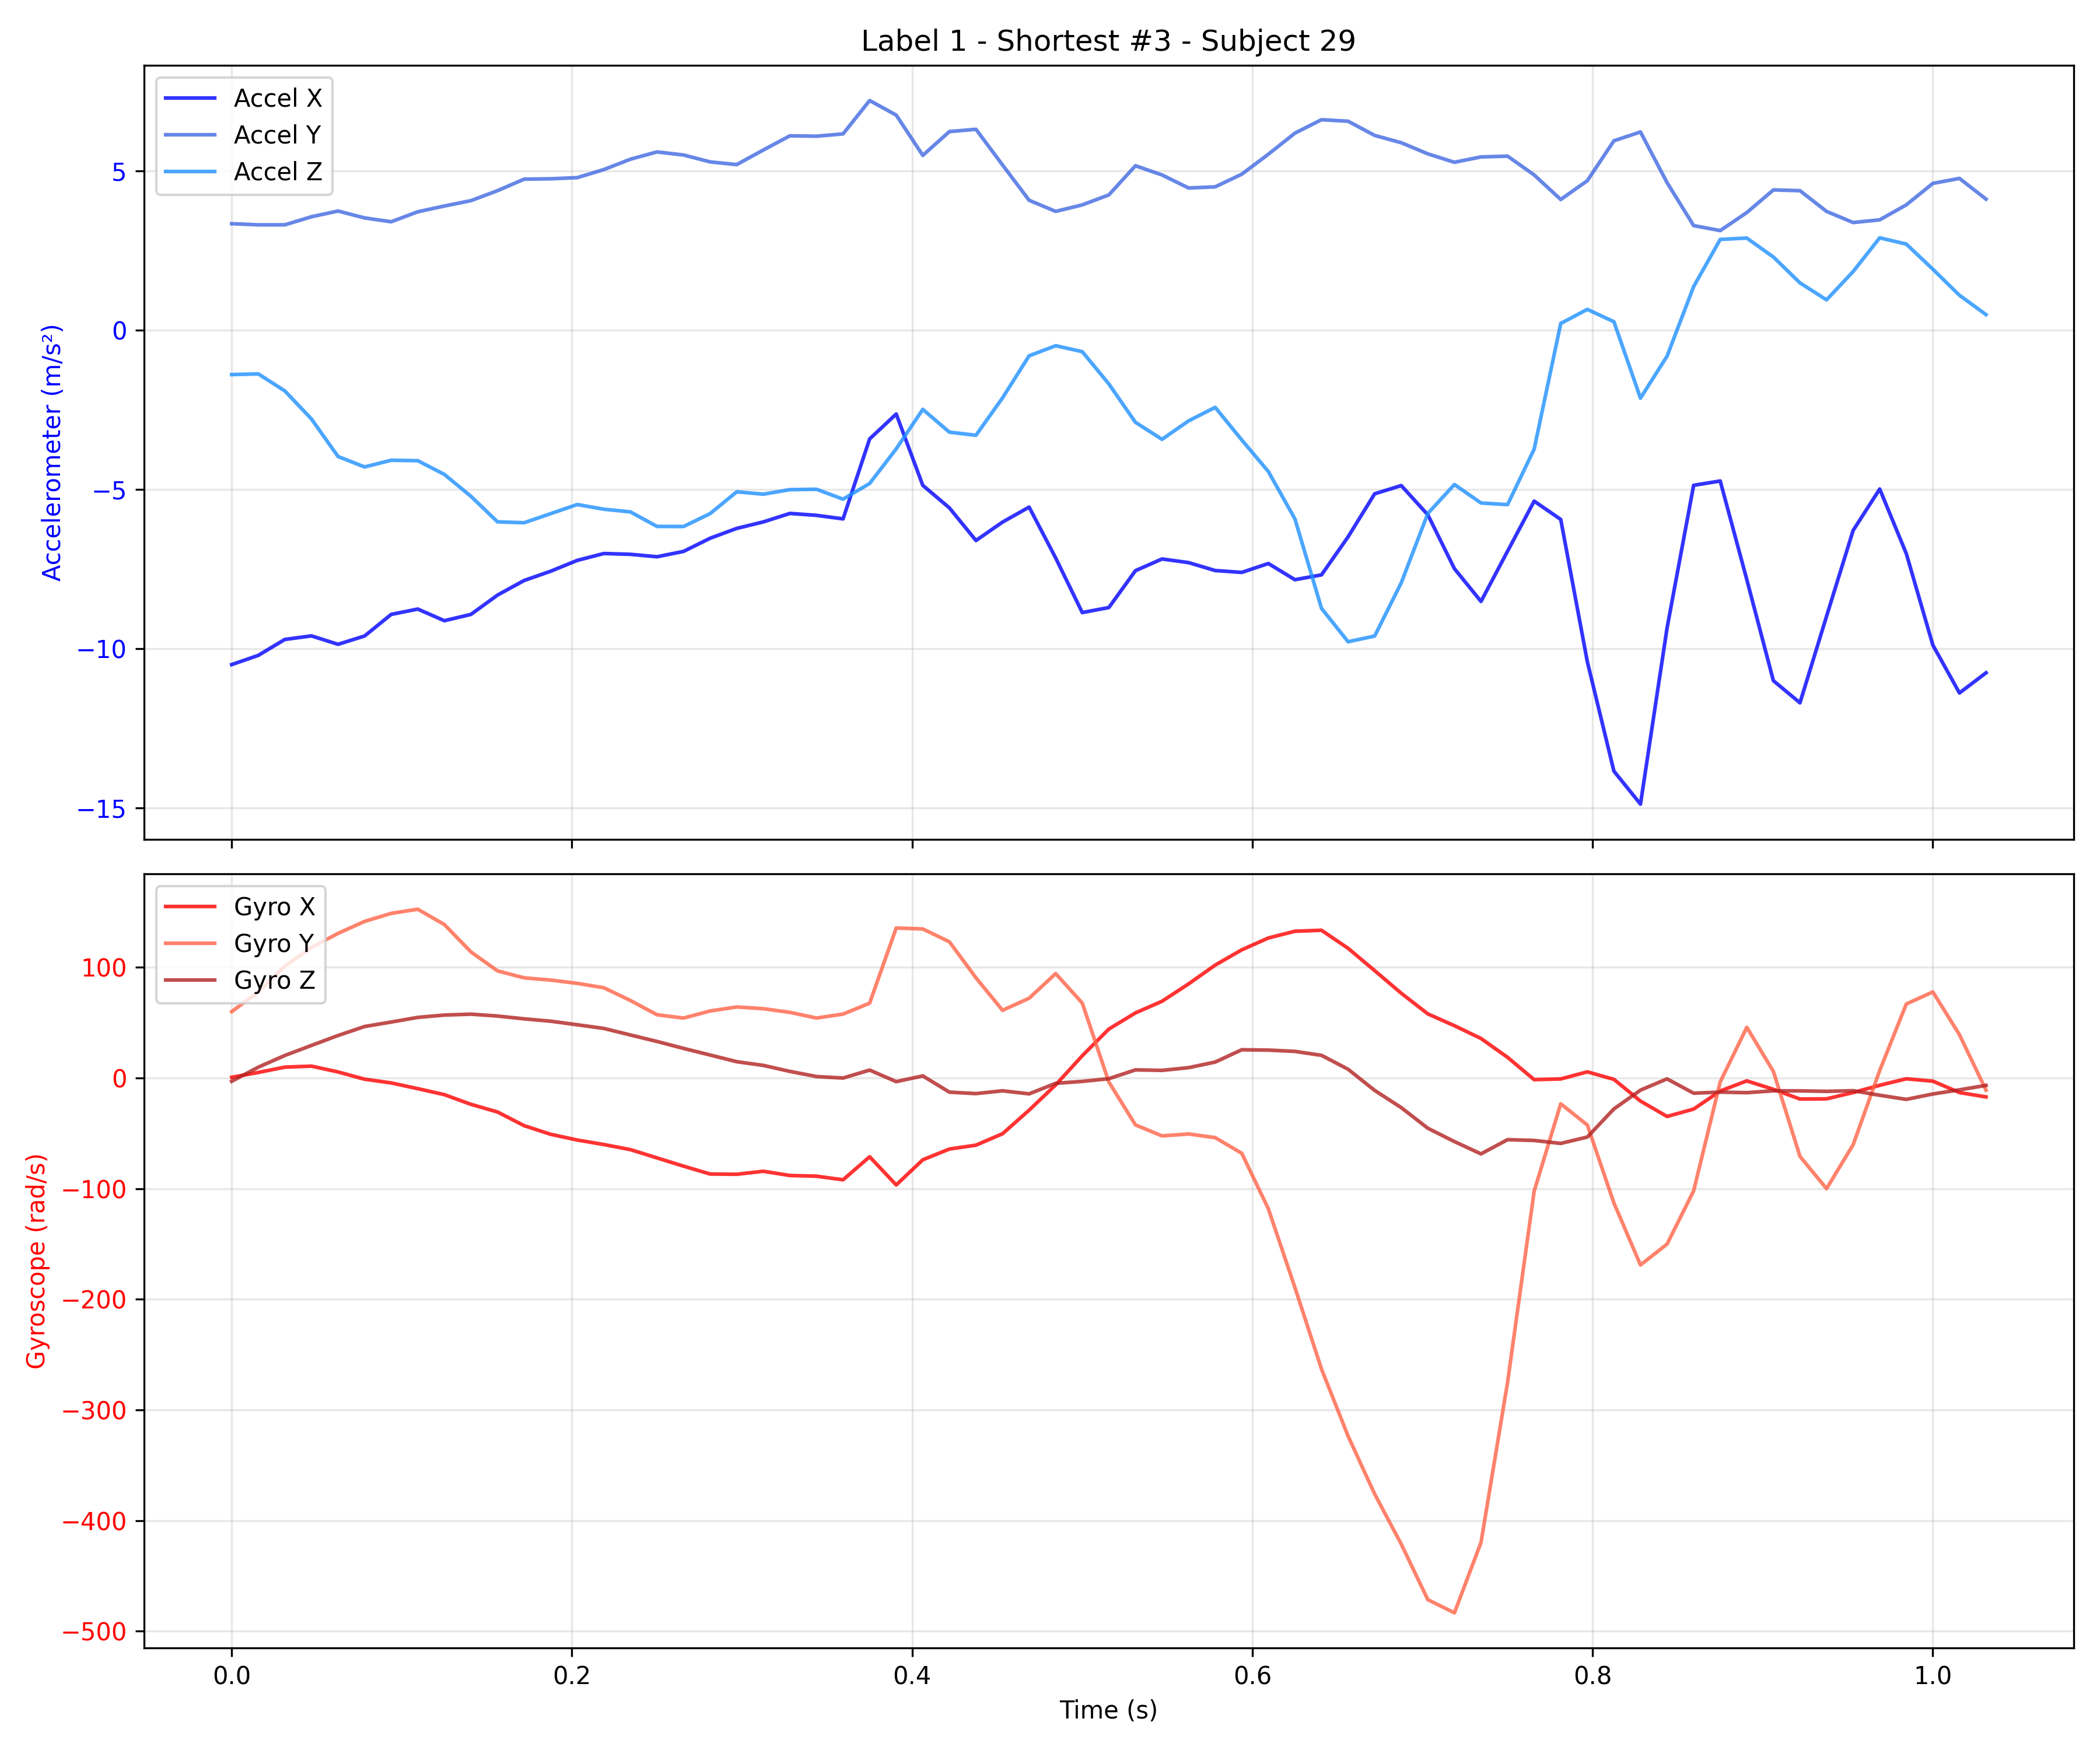 Label 1 - Shortest #3 - Subject 29
Accel X
Accel Y
Accel Z
5
0
−5
−10
−15
Accelerometer (m/s²)
Gyro X
Gyro Y
Gyro Z
100
0
−100
−200
−300
−400
−500
Gyroscope (rad/s)
0.0 0.2 0.4 0.6 0.8 1.0
Time (s)